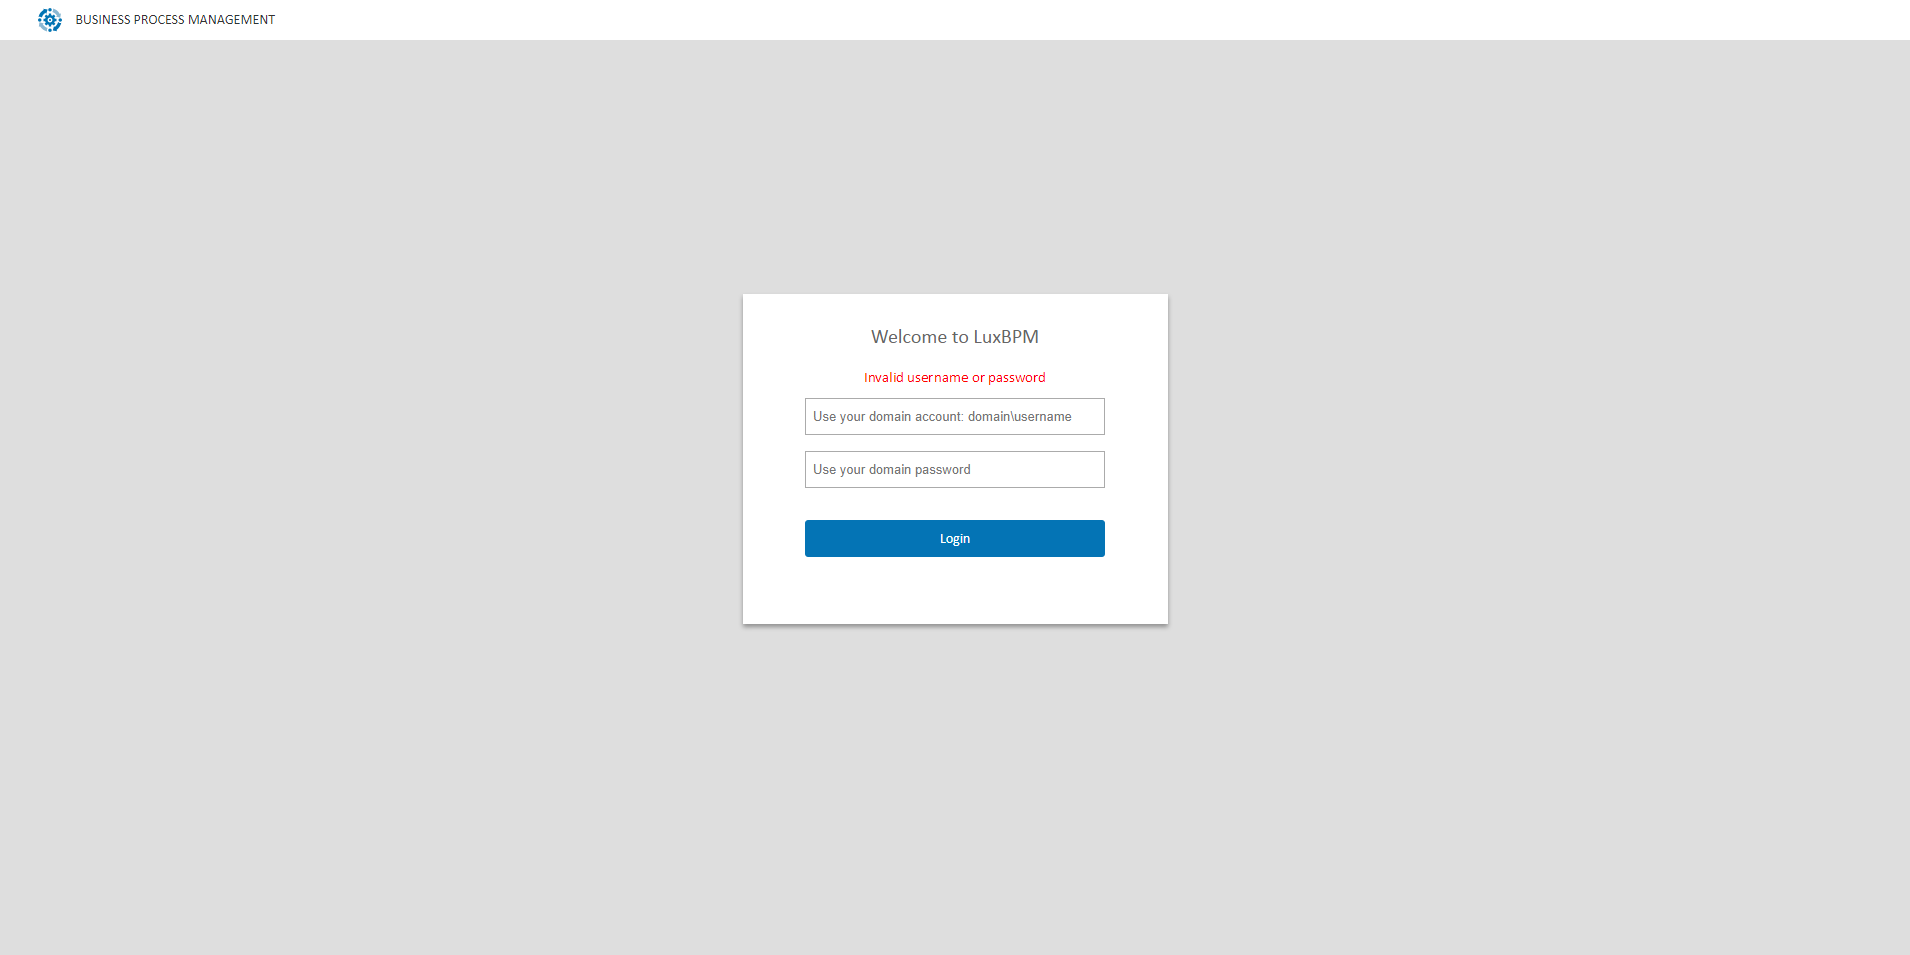 BUSINESS PROCESS MANAGEMENT
Welcome to LuxBPM
Invalid username or password
Use your domain account: domain\username
Use your domain password
Login